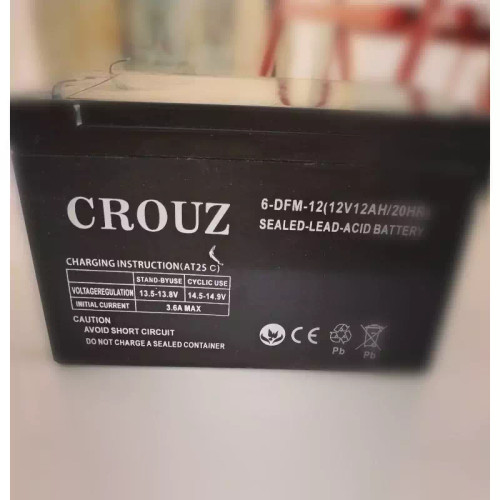 CROUZ
6-DFM-12(12V12AH/20HR)
SEALED-LEAD-ACID BATTERY
CHARGING INSTRUCTION(AT25 C)
STAND-BYUSE CYCLIC USE
VOLTAGEREGULATION 13.5-13.8V 14.5-14.9V
INITIAL CURRENT 3.6A MAX
CAUTION
AVOID SHORT CIRCUIT
DO NOT CHARGE A SEALED CONTAINER
CE Pb Pb